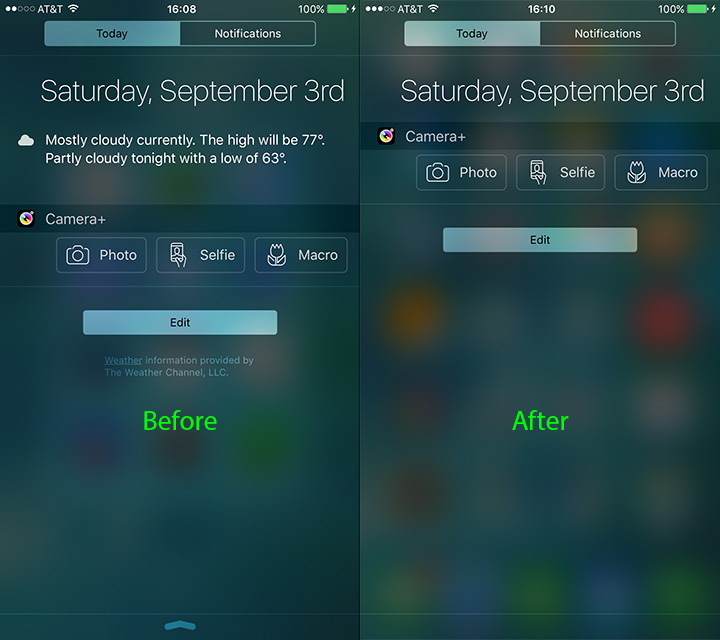 AT&T 16:08 100%
Today Notifications
Saturday, September 3rd
Mostly cloudy currently. The high will be 77°.
Partly cloudy tonight with a low of 63°.
Camera+
Photo Selfie Macro
Edit
Weather information provided by
The Weather Channel, LLC.
Before
AT&T 16:10 100%
Today Notifications
Saturday, September 3rd
Camera+
Photo Selfie Macro
Edit
After